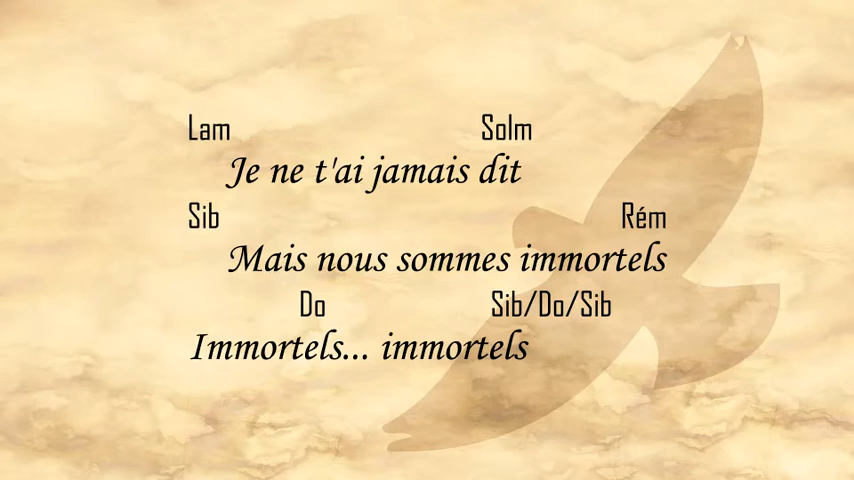 Lam Solm
Je ne t'ai jamais dit
Sib Rém
Mais nous sommes immortels
Do Sib/Do/Sib
Immortels... immortels